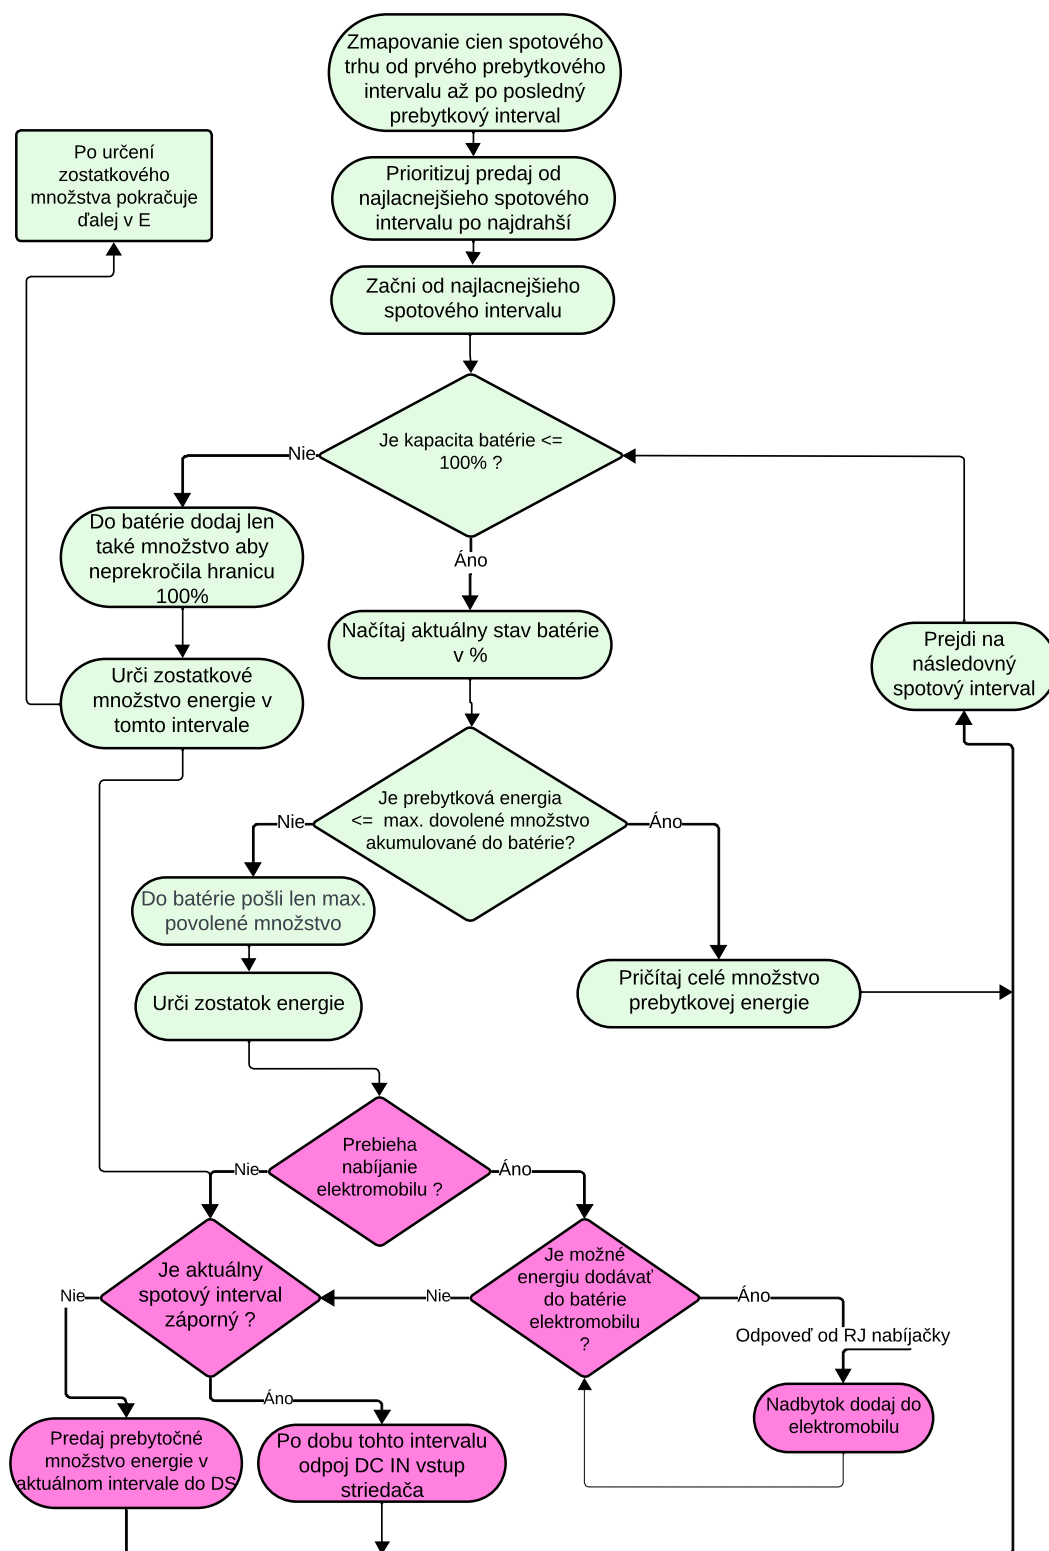 Zmapovanie cien spotového
trhu od prvého prebytkového
intervalu až po posledný
prebytkový interval
Po určení
zostatkového
množstva pokračuje
ďalej v E
Prioritizuj predaj od
najlacnejšieho spotového
intervalu po najdrahší
Začni od najlacnejšieho
spotového intervalu
Je kapacita batérie <=
100% ?
Nie
Áno
Do batérie dodaj len
také množstvo aby
neprekročila hranicu
100%
Načítaj aktuálny stav batérie
v %
Prejdi na
následovný
spotový interval
Urči zostatkové
množstvo energie v
tomto intervale
Je prebytková energia
<= max. dovolené množstvo
akumulované do batérie?
Nie
Áno
Do batérie pošli len max.
povolené množstvo
Urči zostatok energie
Pričítaj celé množstvo
prebytkovej energie
Prebieha
nabíjanie
elektromobilu ?
Nie
Áno
Je aktuálny
spotový interval
záporný ?
Je možné
energiu dodávať
do batérie
elektromobilu
?
Nie
Nie
Áno
Odpoveď od RJ nabíjačky
Áno
Nadbytok dodaj do
elektromobilu
Predaj prebytočné
množstvo energie v
aktuálnom intervale do DS
Po dobu tohto intervalu
odpoj DC IN vstup
striedača